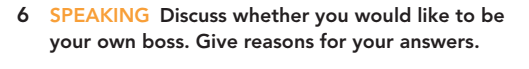 6 SPEAKING Discuss whether you would like to be
your own boss. Give reasons for your answers.